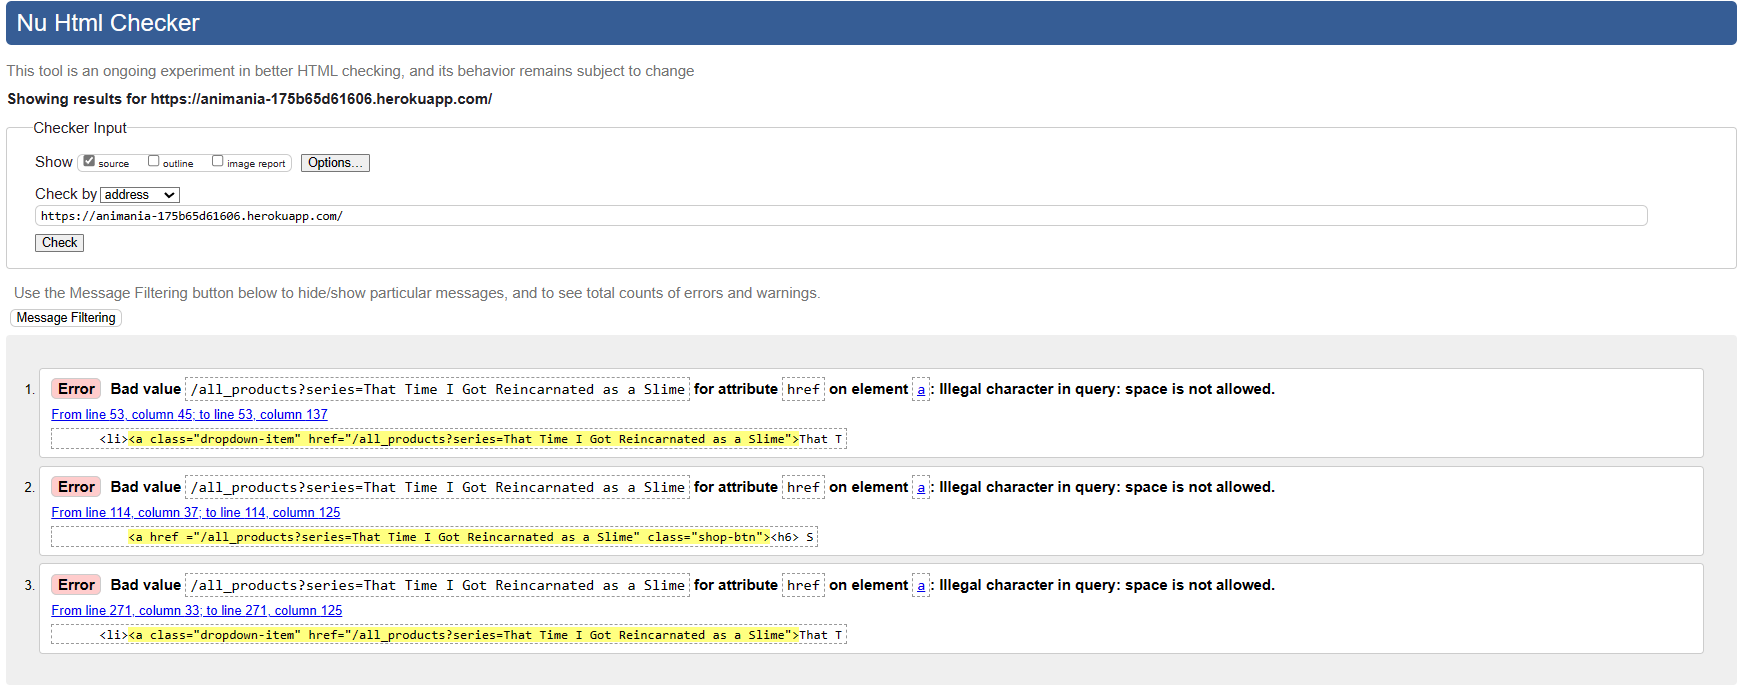 Nu Html Checker
This tool is an ongoing experiment in better HTML checking, and its behavior remains subject to change
Showing results for https://animania-175b65d61606.herokuapp.com/
Checker Input
Show source outline image report Options...
Check by address
https://animania-175b65d61606.herokuapp.com/
Check
Use the Message Filtering button below to hide/show particular messages, and to see total counts of errors and warnings.
Message Filtering
1. Error Bad value /all_products?series=That Time I Got Reincarnated as a Slime for attribute href on element a: Illegal character in query: space is not allowed.
From line 53, column 45; to line 53, column 137
<li><a class="dropdown-item" href="/all_products?series=That Time I Got Reincarnated as a Slime">That T
2. Error Bad value /all_products?series=That Time I Got Reincarnated as a Slime for attribute href on element a: Illegal character in query: space is not allowed.
From line 114, column 37; to line 114, column 125
<a href ="/all_products?series=That Time I Got Reincarnated as a Slime" class="shop-btn"><h6> S
3. Error Bad value /all_products?series=That Time I Got Reincarnated as a Slime for attribute href on element a: Illegal character in query: space is not allowed.
From line 271, column 33; to line 271, column 125
<li><a class="dropdown-item" href="/all_products?series=That Time I Got Reincarnated as a Slime">That T